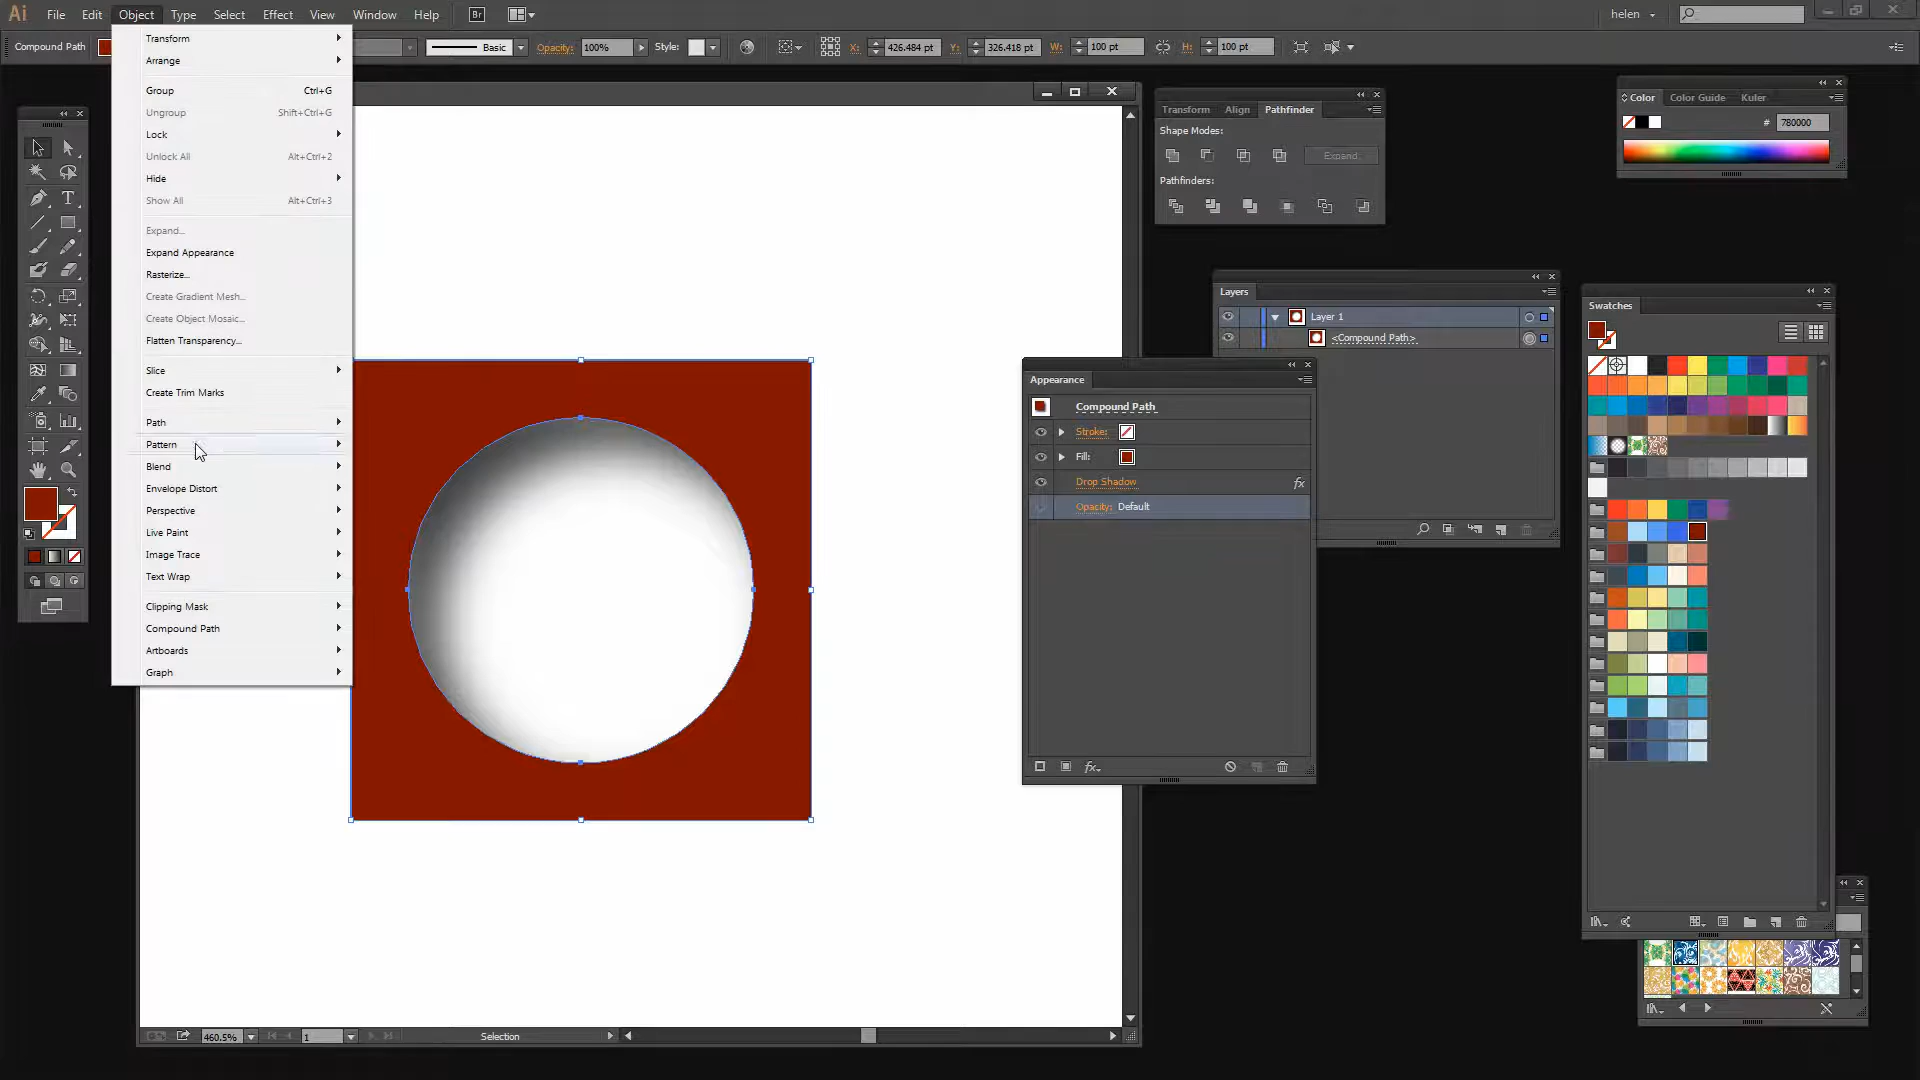 Ai File Edit Object Type Select Effect View Window Help Br helen
Compound Path Basic Opacity: 100% Style: X: 426.484 pt Y: 326.418 pt W: 100 pt H: 100 pt
Transform
Arrange
Group Ctrl+G
Ungroup Shift+Ctrl+G
Lock
Unlock All Alt+Ctrl+2
Hide
Show All Alt+Ctrl+3
Expand...
Expand Appearance
Rasterize...
Create Gradient Mesh...
Create Object Mosaic...
Flatten Transparency...
Slice
Create Trim Marks
Path
Pattern
Blend
Envelope Distort
Perspective
Live Paint
Image Trace
Text Wrap
Clipping Mask
Compound Path
Artboards
Graph
Transform Align Pathfinder
Shape Modes:
Expand
Pathfinders:
Color Color Guide Kuler
# 780000
Layers
Layer 1
<Compound Path>
Appearance
Compound Path
Stroke:
Fill:
Drop Shadow fx
Opacity: Default
fx
Swatches
460.5% 1 Selection